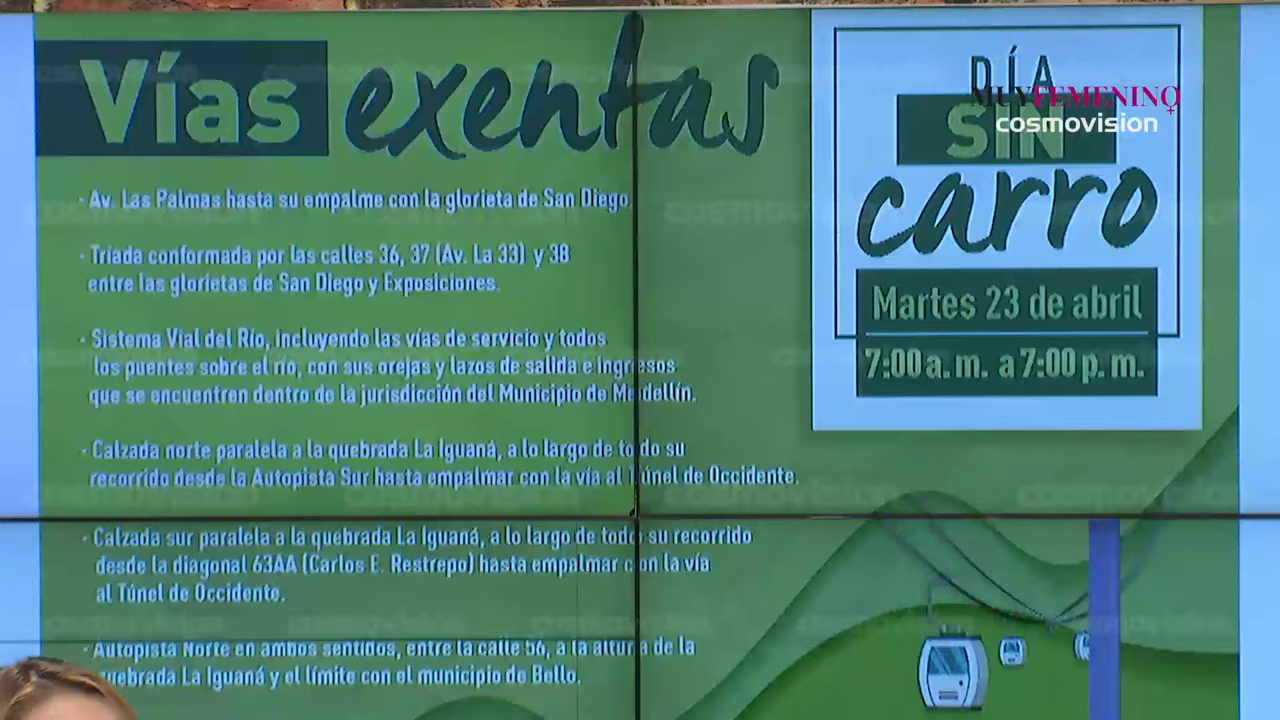 Vías exentas
· Av. Las Palmas hasta su empalme con la glorieta de San Diego
· Tríada conformada por las calles 36, 37 (Av. La 33) y 38
entre las glorietas de San Diego y Exposiciones.
· Sistema Vial del Río, incluyendo las vías de servicio y todos
los puentes sobre el río, con sus orejas y lazos de salida e ingresos
que se encuentren dentro de la jurisdicción del Municipio de Medellín.
· Calzada norte paralela a la quebrada La Iguaná, a lo largo de todo su
recorrido desde la Autopista Sur hasta empalmar con la vía al Túnel de Occidente.
· Calzada sur paralela a la quebrada La Iguaná, a lo largo de todo su recorrido
desde la diagonal 63AA (Carlos E. Restrepo) hasta empalmar con la vía
al Túnel de Occidente.
· Autopista Norte en ambos sentidos, entre la calle 56, a la altura de la
quebrada La Iguaná y el límite con el municipio de Bello.
DÍA
SIN
carro
Martes 23 de abril
7:00 a. m. a 7:00 p. m.
MUYFEMENINO
cosmovision